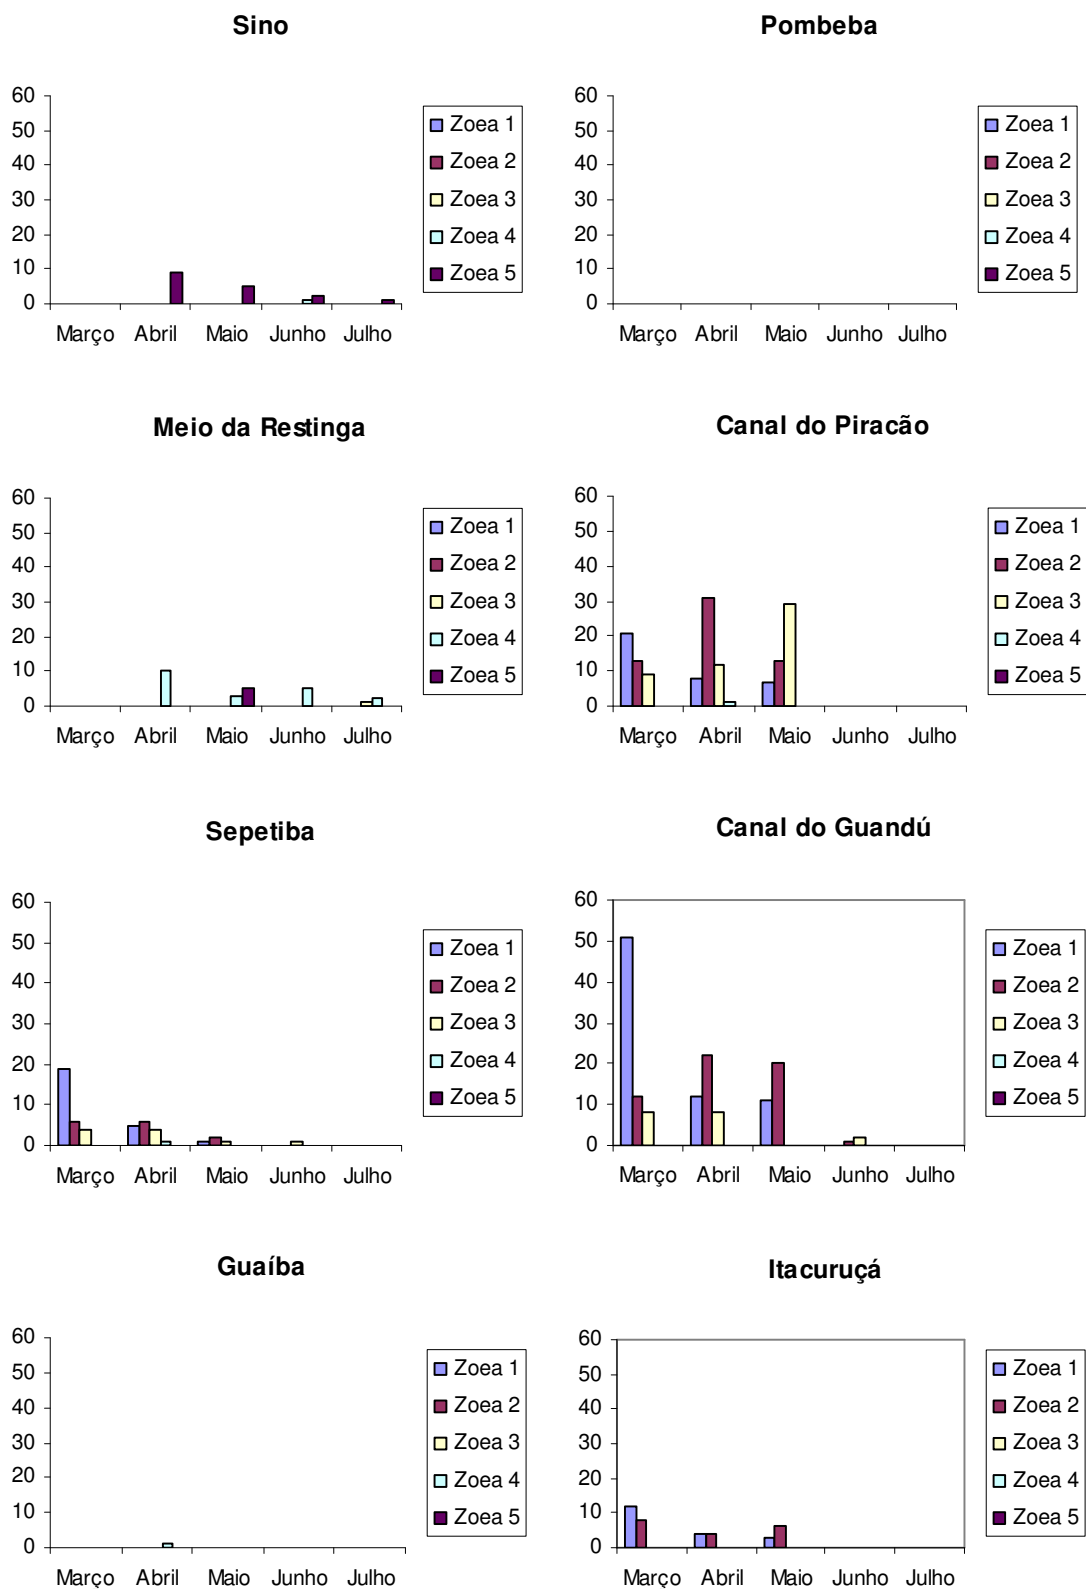 Sino
60
50
40
30
20
10
0
Março Abril Maio Junho Julho
Zoea 1
Zoea 2
Zoea 3
Zoea 4
Zoea 5
Pombeba
60
50
40
30
20
10
0
Março Abril Maio Junho Julho
Zoea 1
Zoea 2
Zoea 3
Zoea 4
Zoea 5
Meio da Restinga
60
50
40
30
20
10
0
Março Abril Maio Junho Julho
Zoea 1
Zoea 2
Zoea 3
Zoea 4
Zoea 5
Canal do Piracão
60
50
40
30
20
10
0
Março Abril Maio Junho Julho
Zoea 1
Zoea 2
Zoea 3
Zoea 4
Zoea 5
Sepetiba
60
50
40
30
20
10
0
Março Abril Maio Junho Julho
Zoea 1
Zoea 2
Zoea 3
Zoea 4
Zoea 5
Canal do Guandú
60
50
40
30
20
10
0
Março Abril Maio Junho Julho
Zoea 1
Zoea 2
Zoea 3
Zoea 4
Zoea 5
Guaíba
60
50
40
30
20
10
0
Março Abril Maio Junho Julho
Zoea 1
Zoea 2
Zoea 3
Zoea 4
Zoea 5
Itacuruçá
60
50
40
30
20
10
0
Março Abril Maio Junho Julho
Zoea 1
Zoea 2
Zoea 3
Zoea 4
Zoea 5